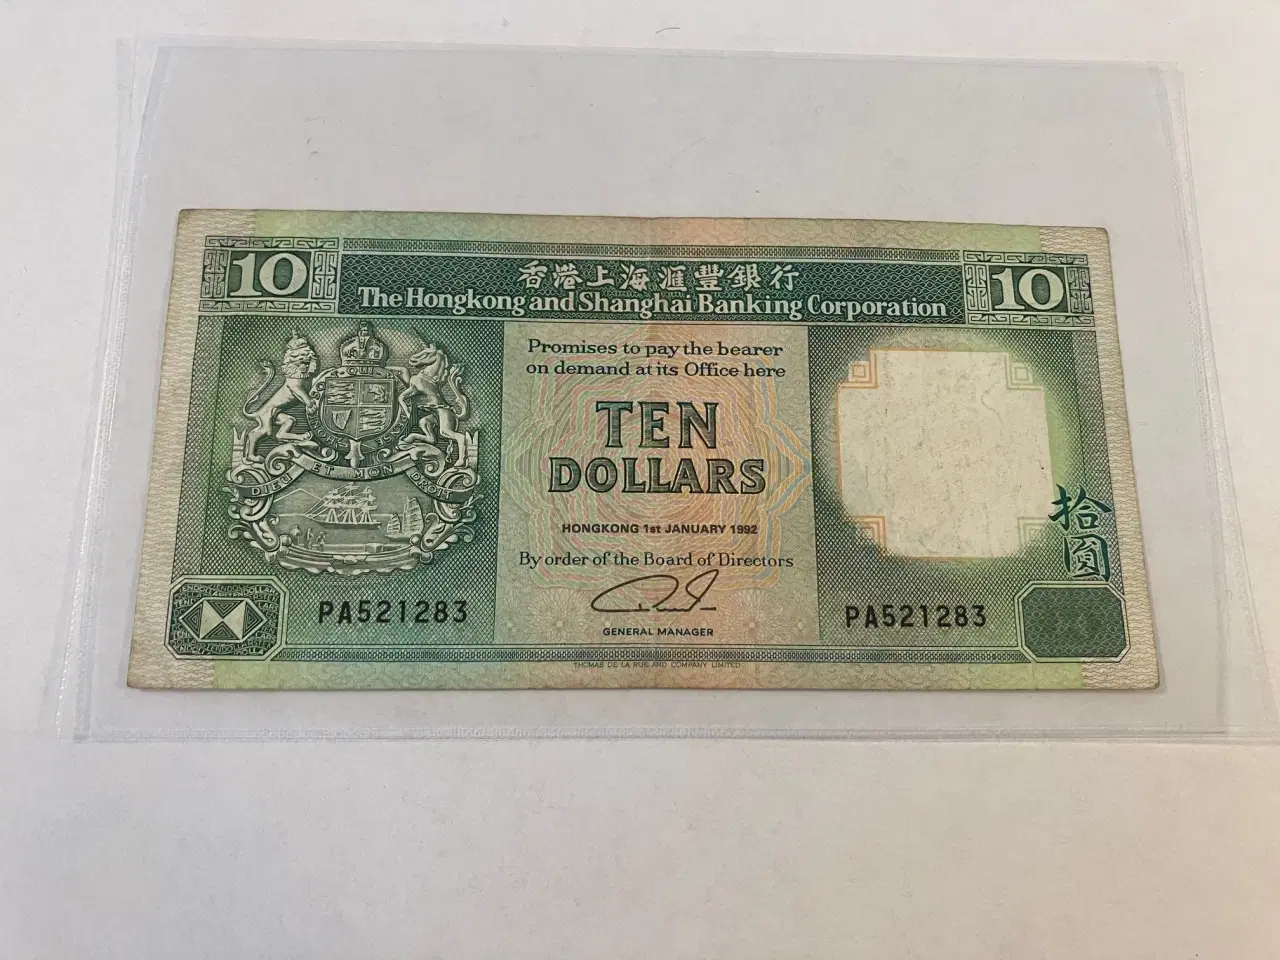 10
香港上海滙豐銀行
10
The Hongkong and Shanghai Banking Corporation
Promises to pay the bearer
on demand at its Office here
TEN
DOLLARS
DIEU ET MON DROIT
HONGKONG 1st JANUARY 1992
拾圓
By order of the Board of Directors
PA521283
PA521283
GENERAL MANAGER
THOMAS DE LA RUE AND COMPANY LIMITED